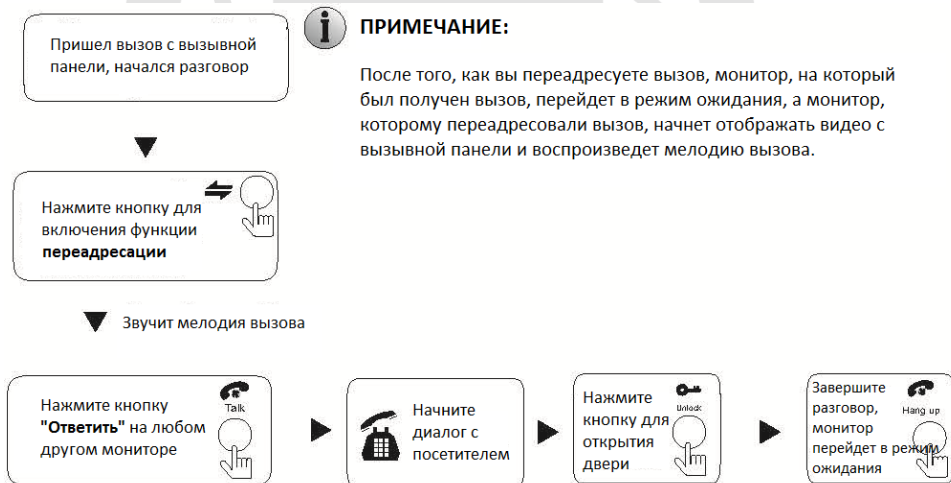 Пришел вызов с вызывной
панели, начался разговор
ПРИМЕЧАНИЕ:
После того, как вы переадресуете вызов, монитор, на который
был получен вызов, перейдет в режим ожидания, а монитор,
которому переадресовали вызов, начнет отображать видео с
вызывной панели и воспроизведет мелодию вызова.
Нажмите кнопку для
включения функции
переадресации
Звучит мелодия вызова
Нажмите кнопку
"Ответить" на любом
другом мониторе
Talk
Начните
диалог с
посетителем
Нажмите
кнопку для
открытия
двери
Unlock
Завершите
разговор,
монитор
перейдет в режим
ожидания
Hang up